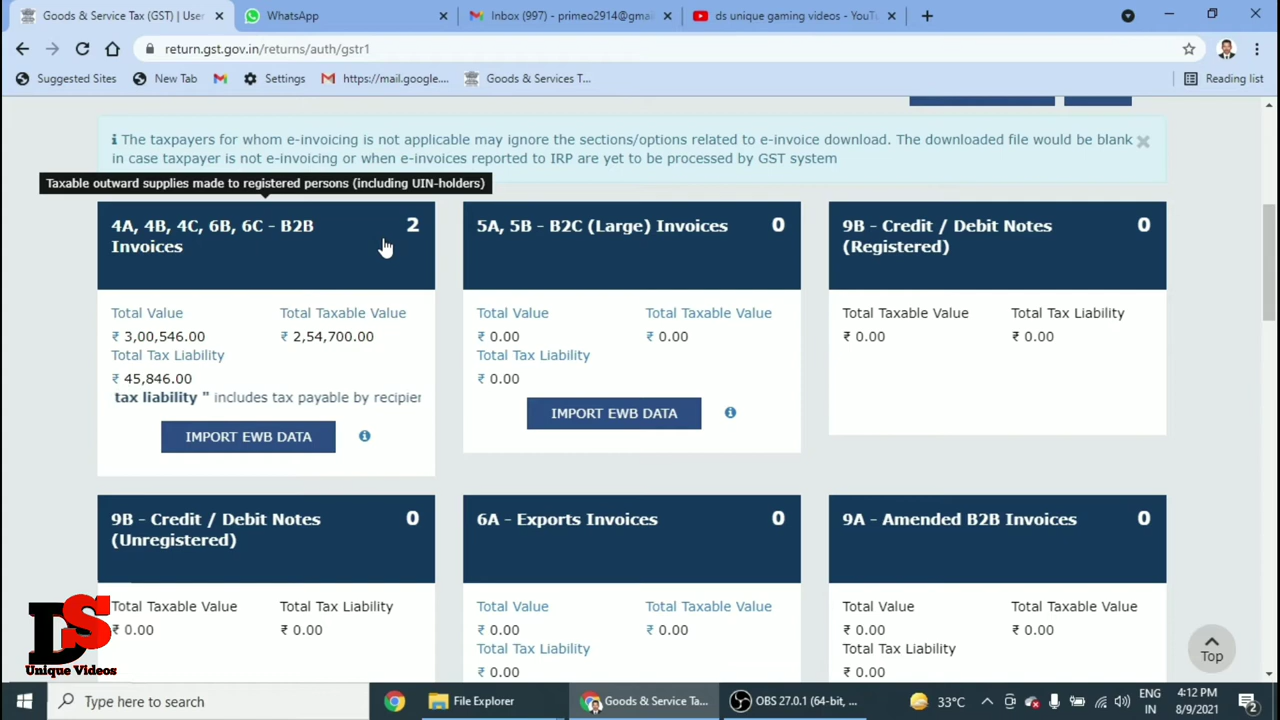 Goods & Service Tax (GST) | User
WhatsApp
Inbox (997) - primeo2914@gmai
ds unique gaming videos - YouTu
return.gst.gov.in/returns/auth/gstr1
Suggested Sites
New Tab
Settings
https://mail.google....
Goods & Services T...
Reading list
The taxpayers for whom e-invoicing is not applicable may ignore the sections/options related to e-invoice download. The downloaded file would be blank
in case taxpayer is not e-invoicing or when e-invoices reported to IRP are yet to be processed by GST system
Taxable outward supplies made to registered persons (including UIN-holders)
4A, 4B, 4C, 6B, 6C - B2B
Invoices
2
Total Value
Total Taxable Value
₹ 3,00,546.00
₹ 2,54,700.00
Total Tax Liability
₹ 45,846.00
tax liability " includes tax payable by recipien
IMPORT EWB DATA
5A, 5B - B2C (Large) Invoices
0
Total Value
Total Taxable Value
₹ 0.00
₹ 0.00
Total Tax Liability
₹ 0.00
IMPORT EWB DATA
9B - Credit / Debit Notes
(Registered)
0
Total Taxable Value
Total Tax Liability
₹ 0.00
₹ 0.00
9B - Credit / Debit Notes
(Unregistered)
0
Total Taxable Value
Total Tax Liability
₹ 0.00
₹ 0.00
6A - Exports Invoices
0
Total Value
Total Taxable Value
₹ 0.00
₹ 0.00
Total Tax Liability
₹ 0.00
9A - Amended B2B Invoices
0
Total Value
Total Taxable Value
₹ 0.00
₹ 0.00
Total Tax Liability
₹ 0.00
Top
DS
Unique Videos
Type here to search
File Explorer
Goods & Service Ta...
OBS 27.0.1 (64-bit, ...
33°C
ENG
IN
4:12 PM
8/9/2021
2